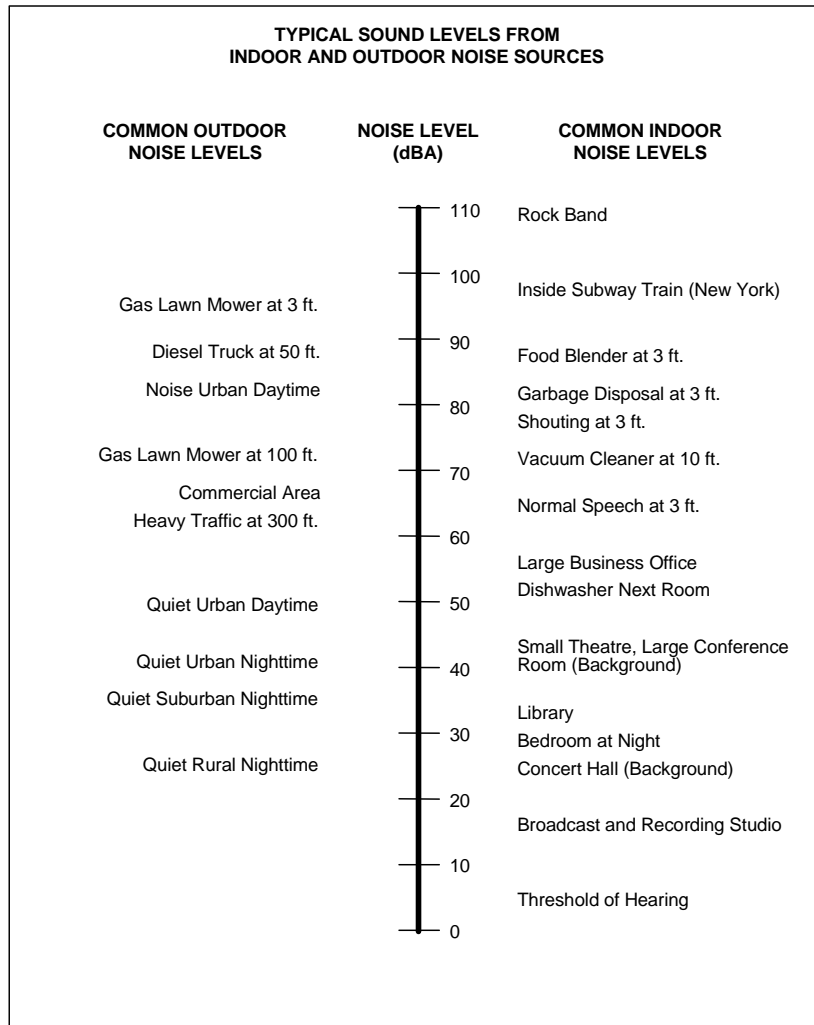 TYPICAL SOUND LEVELS FROM
INDOOR AND OUTDOOR NOISE SOURCES
COMMON OUTDOOR
NOISE LEVELS
NOISE LEVEL
(dBA)
COMMON INDOOR
NOISE LEVELS
110
Rock Band
100
Inside Subway Train (New York)
Gas Lawn Mower at 3 ft.
90
Diesel Truck at 50 ft.
Food Blender at 3 ft.
Noise Urban Daytime
Garbage Disposal at 3 ft.
80
Shouting at 3 ft.
Gas Lawn Mower at 100 ft.
Vacuum Cleaner at 10 ft.
70
Commercial Area
Normal Speech at 3 ft.
Heavy Traffic at 300 ft.
60
Large Business Office
Dishwasher Next Room
50
Quiet Urban Daytime
Small Theatre, Large Conference
Room (Background)
Quiet Urban Nighttime
40
Quiet Suburban Nighttime
Library
30
Bedroom at Night
Quiet Rural Nighttime
Concert Hall (Background)
20
Broadcast and Recording Studio
10
Threshold of Hearing
0